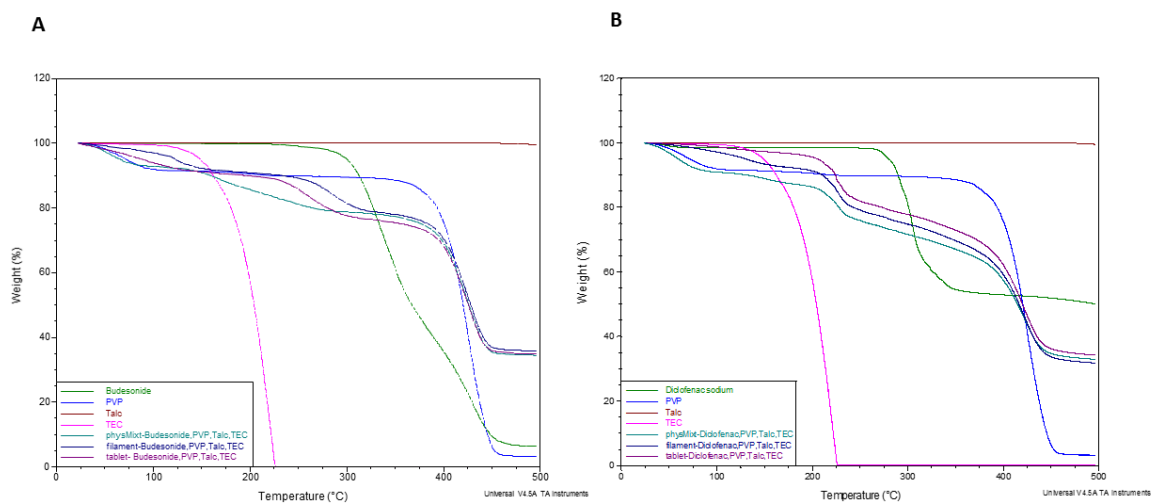 A
120
100
80
60
40
20
0
Weight (%)
Budesonide
PVP
Talc
TEC
physMixt-Budesonide,PVP,Talc,TEC
filament-Budesonide,PVP,Talc,TEC
tablet- Budesonide,PVP,Talc,TEC
0 100 200 300 400 500
Temperature (°C)
Universal V4.5A TA Instruments
B
120
100
80
60
40
20
0
Weight (%)
Diclofenac sodium
PVP
Talc
TEC
physMixt-Diclofenac,PVP,Talc,TEC
filament-Diclofenac,PVP,Talc,TEC
tablet-Diclofenac,PVP,Talc,TEC
0 100 200 300 400 500
Temperature (°C)
Universal V4.5A TA Instruments